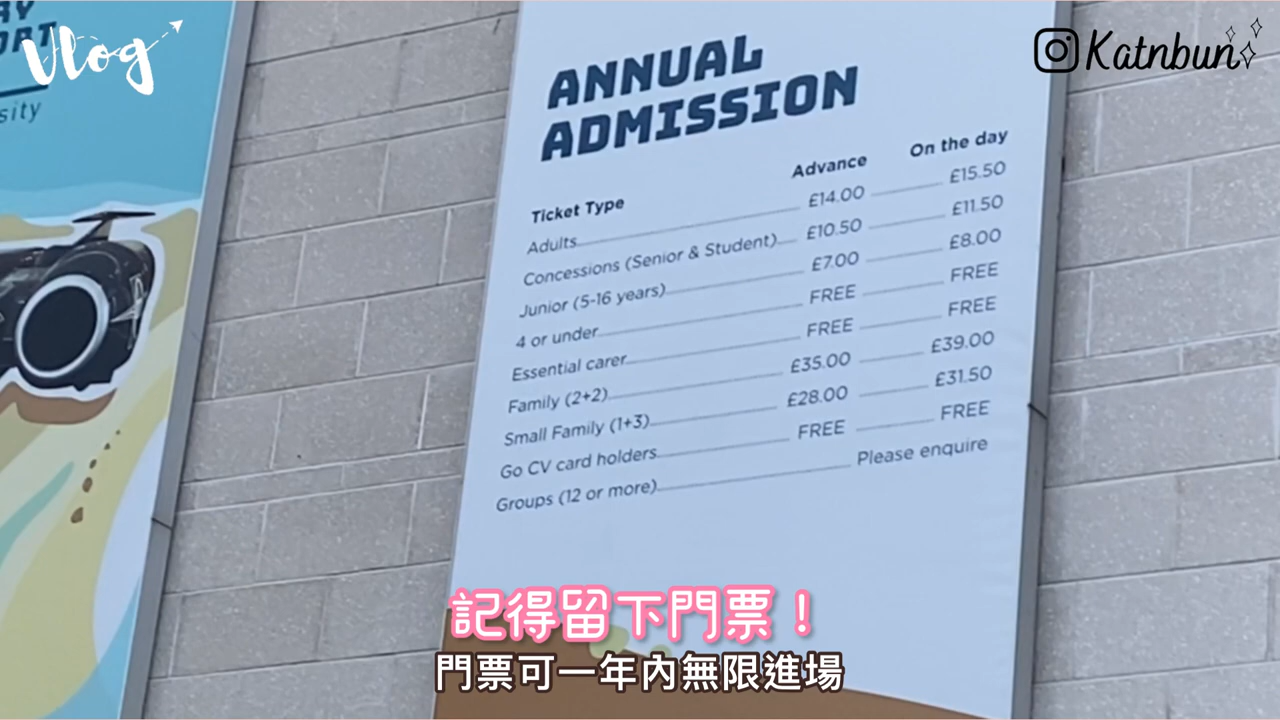 Vlog
sity
Katnbun
ANNUAL
ADMISSION
Ticket Type Advance On the day
Adults £14.00 £15.50
Concessions (Senior & Student) £10.50 £11.50
Junior (5-16 years) £7.00 £8.00
4 or under FREE FREE
Essential carer FREE FREE
Family (2+2) £35.00 £39.00
Small Family (1+3) £28.00 £31.50
Go CV card holders FREE FREE
Groups (12 or more) Please enquire
記得留下門票！
門票可一年內無限進場